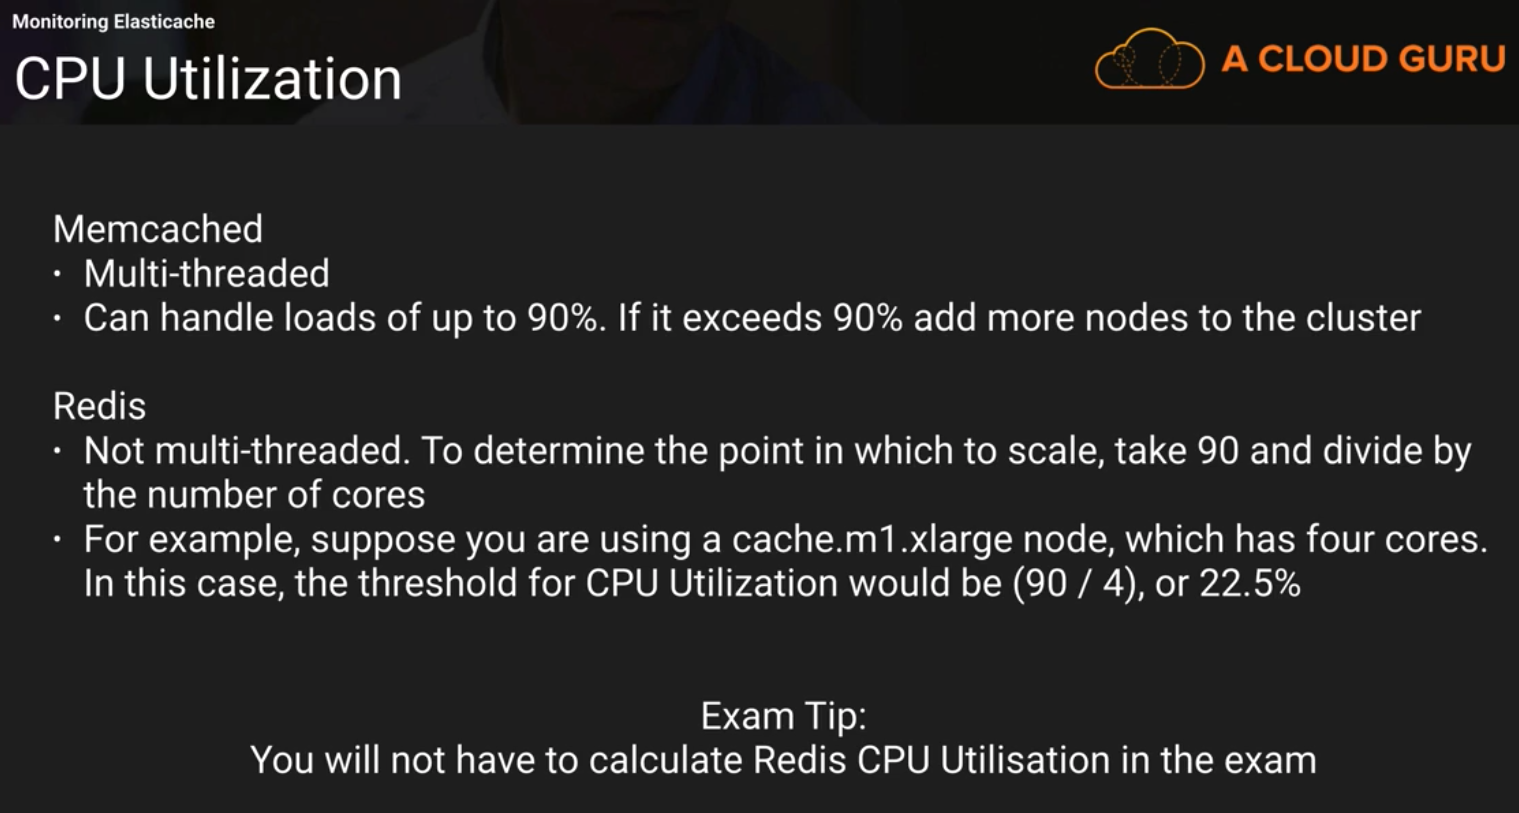 Monitoring Elasticache
CPU Utilization
A CLOUD GURU
Memcached
• Multi-threaded
• Can handle loads of up to 90%. If it exceeds 90% add more nodes to the cluster
Redis
• Not multi-threaded. To determine the point in which to scale, take 90 and divide by
the number of cores
• For example, suppose you are using a cache.m1.xlarge node, which has four cores.
In this case, the threshold for CPU Utilization would be (90 / 4), or 22.5%
Exam Tip:
You will not have to calculate Redis CPU Utilisation in the exam